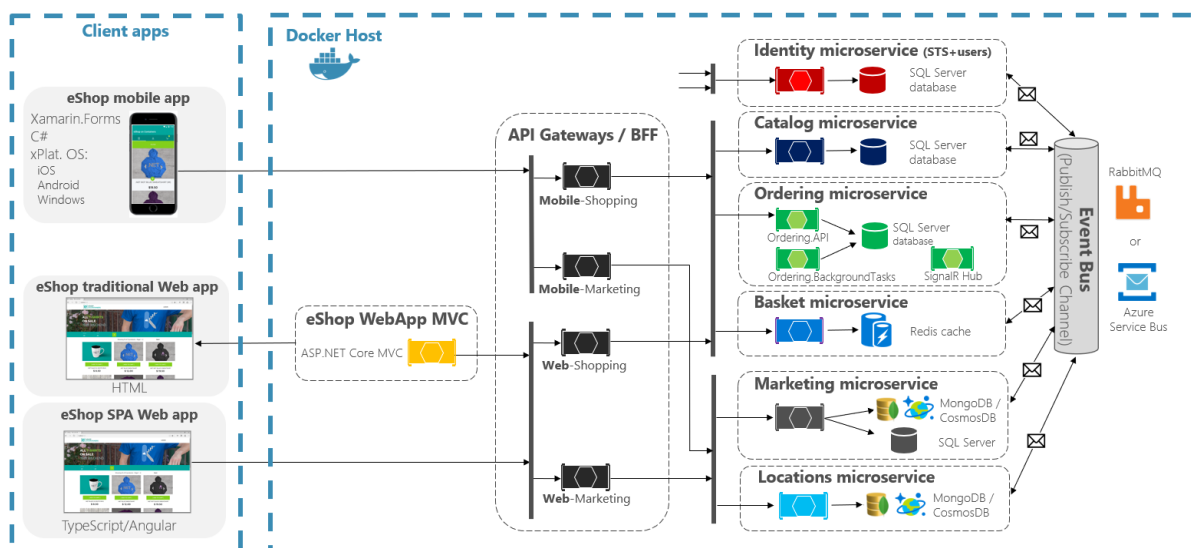 Client apps
eShop mobile app
Xamarin.Forms
C#
xPlat. OS:
iOS
Android
Windows
eShop traditional Web app
HTML
eShop SPA Web app
TypeScript/Angular
Docker Host
eShop WebApp MVC
ASP.NET Core MVC
API Gateways / BFF
Mobile-Shopping
Mobile-Marketing
Web-Shopping
Web-Marketing
Identity microservice (STS+users)
SQL Server
database
Catalog microservice
SQL Server
database
Ordering microservice
Ordering.API
SQL Server
database
Ordering.BackgroundTasks
SignalR Hub
Basket microservice
Redis cache
Marketing microservice
MongoDB /
CosmosDB
SQL Server
Locations microservice
MongoDB /
CosmosDB
Event Bus
(Publish/Subscribe Channel)
RabbitMQ
or
Azure
Service Bus